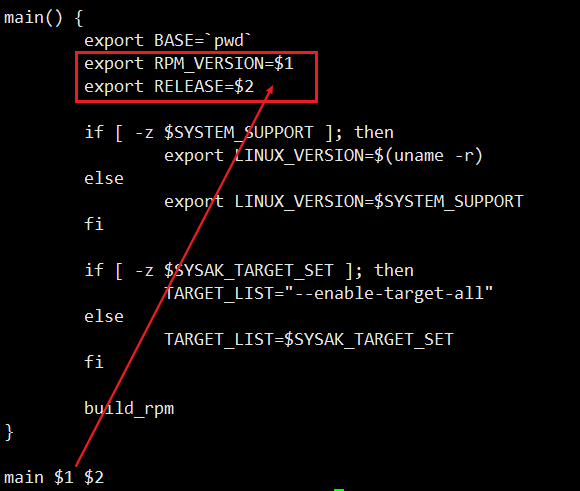 main() {
        export BASE=`pwd`
        export RPM_VERSION=$1
        export RELEASE=$2

        if [ -z $SYSTEM_SUPPORT ]; then
                export LINUX_VERSION=$(uname -r)
        else
                export LINUX_VERSION=$SYSTEM_SUPPORT
        fi

        if [ -z $SYSAK_TARGET_SET ]; then
                TARGET_LIST="--enable-target-all"
        else
                TARGET_LIST=$SYSAK_TARGET_SET
        fi

        build_rpm
}

main $1 $2